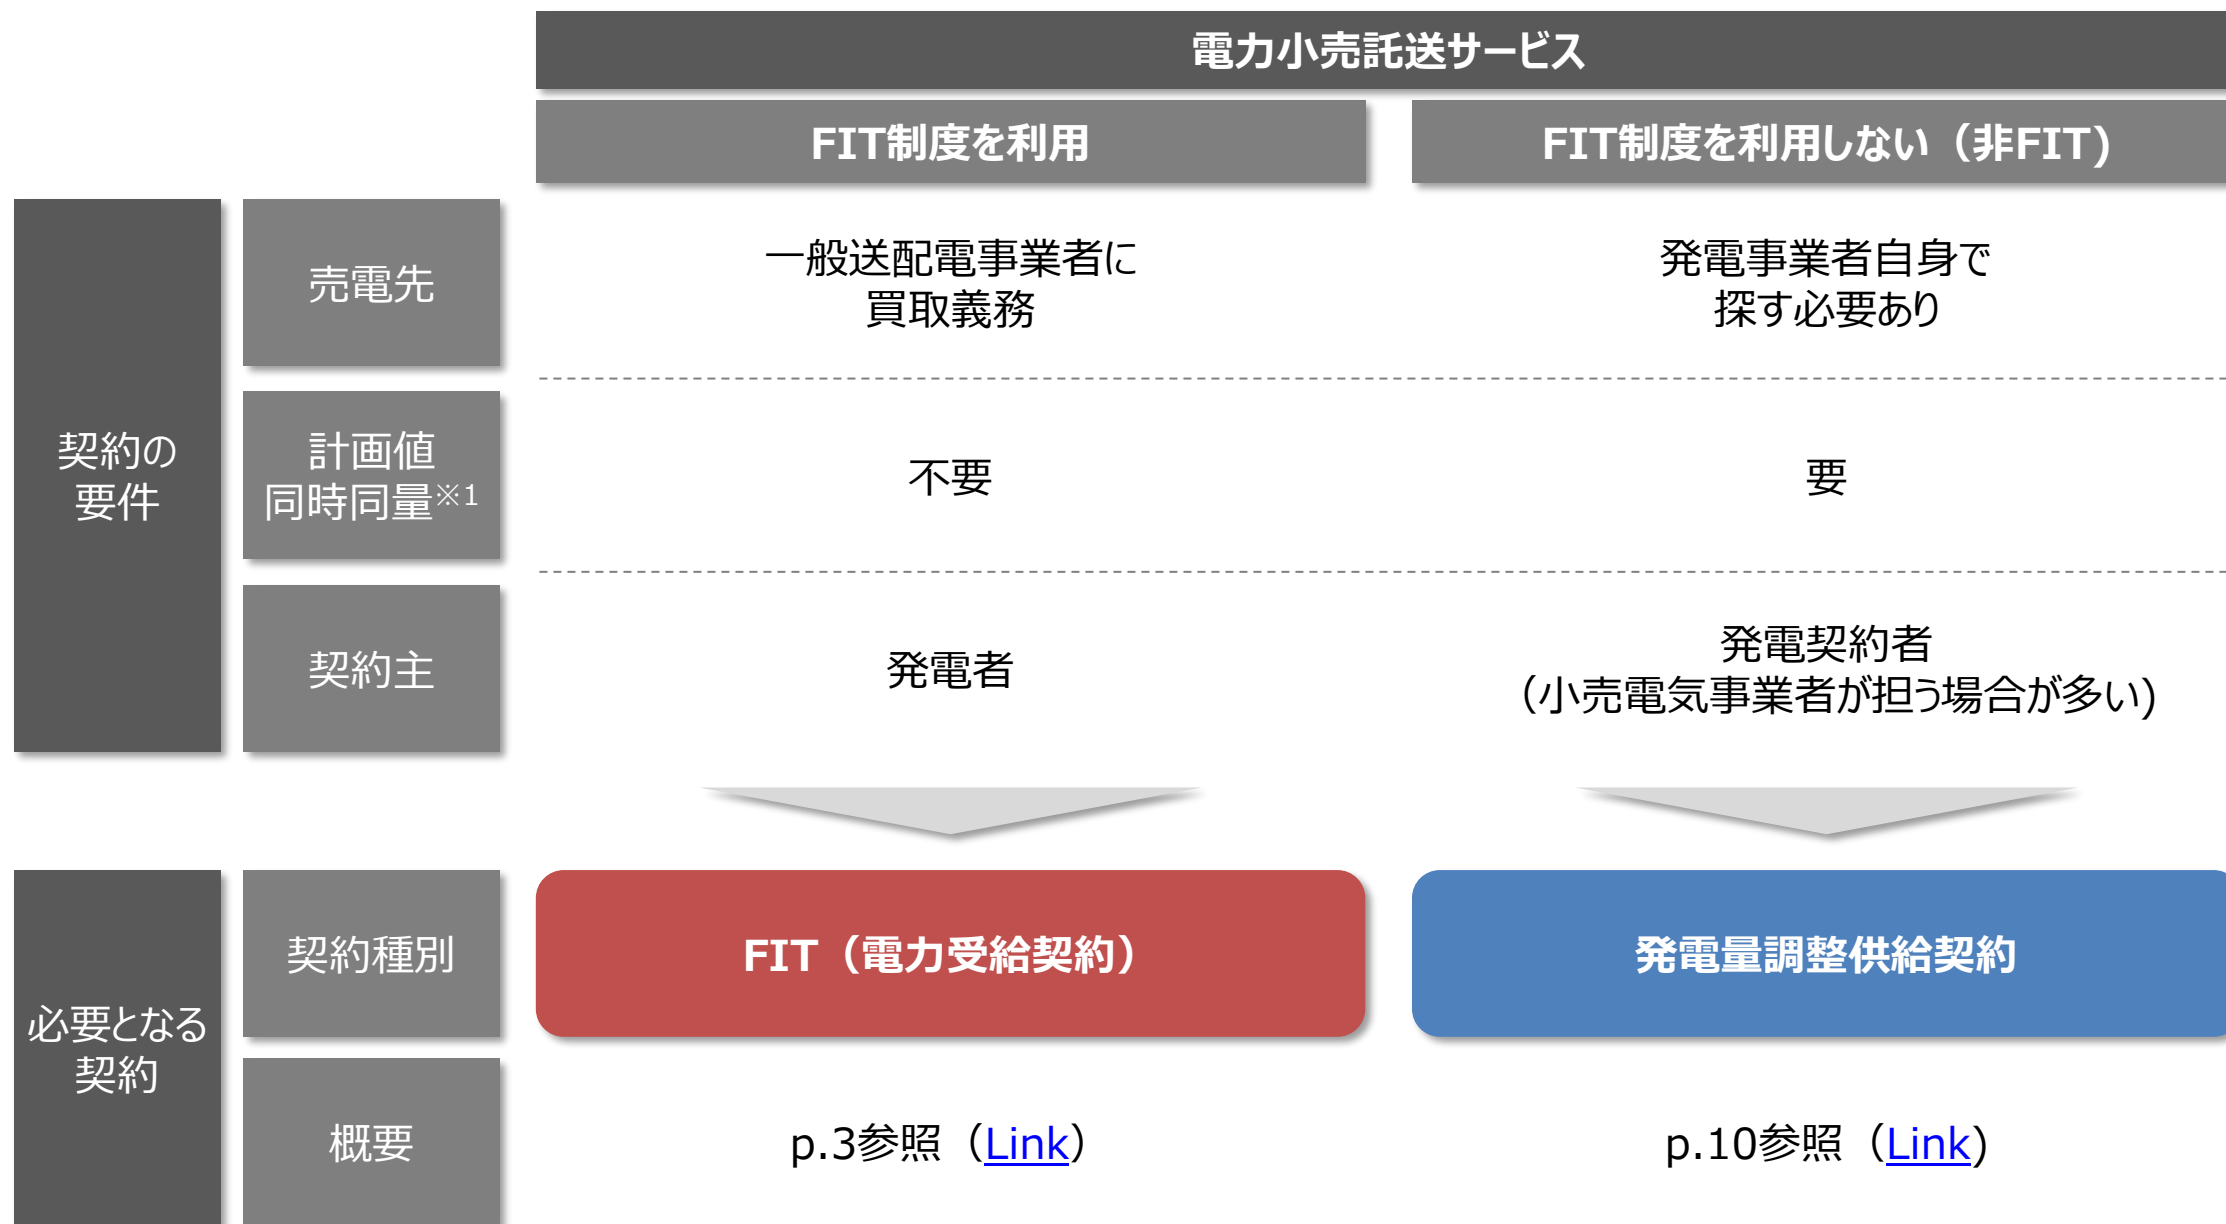 電力小売託送サービス
FIT制度を利用
FIT制度を利用しない（非FIT)
契約の
要件
売電先
一般送配電事業者に
買取義務
発電事業者自身で
探す必要あり
計画値
同時同量※1
不要
要
契約主
発電者
発電契約者
（小売電気事業者が担う場合が多い)
必要となる
契約
契約種別
FIT（電力受給契約）
発電量調整供給契約
概要
p.3参照（Link）
p.10参照（Link)